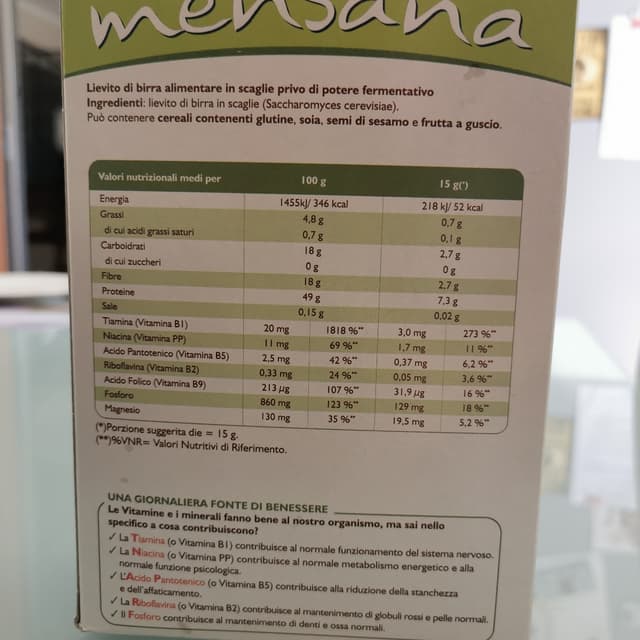 mensana
Lievito di birra alimentare in scaglie privo di potere fermentativo
Ingredienti: lievito di birra in scaglie (Saccharomyces cerevisiae).
Può contenere cereali contenenti glutine, soia, semi di sesamo e frutta a guscio.
Valori nutrizionali medi per 100 g 15 g(*)
Energia 1455kJ/ 346 kcal 218 kJ/ 52 kcal
Grassi 4,8 g 0,7 g
di cui acidi grassi saturi 0,7 g 0,1 g
Carboidrati 18 g 2,7 g
di cui zuccheri 0 g 0 g
Fibre 18 g 2,7 g
Proteine 49 g 7,3 g
Sale 0,15 g 0,02 g
Tiamina (Vitamina B1) 20 mg 1818 %** 3,0 mg 273 %**
Niacina (Vitamina PP) 11 mg 69 %** 1,7 mg 11 %**
Acido Pantotenico (Vitamina B5) 2,5 mg 42 %** 0,37 mg 6,2 %**
Riboflavina (Vitamina B2) 0,33 mg 24 %** 0,05 mg 3,6 %**
Acido Folico (Vitamina B9) 213 µg 107 %** 31,9 µg 16 %**
Fosforo 860 mg 123 %** 129 mg 18 %**
Magnesio 130 mg 35 %** 19,5 mg 5,2 %**
(*)Porzione suggerita die = 15 g.
(**)%VNR= Valori Nutritivi di Riferimento.
UNA GIORNALIERA FONTE DI BENESSERE
Le Vitamine e i minerali fanno bene al nostro organismo, ma sai nello
specifico a cosa contribuiscono?
✓ La Tiamina (o Vitamina B1) contribuisce al normale funzionamento del sistema nervoso.
✓ La Niacina (o Vitamina PP) contribuisce al normale metabolismo energetico e alla
normale funzione psicologica.
✓ L'Acido Pantotenico (o Vitamina B5) contribuisce alla riduzione della stanchezza
e dell'affaticamento.
✓ La Riboflavina (o Vitamina B2) contribuisce al mantenimento di globuli rossi e pelle normali.
✓ Il Fosforo contribuisce al mantenimento di denti e ossa normali.